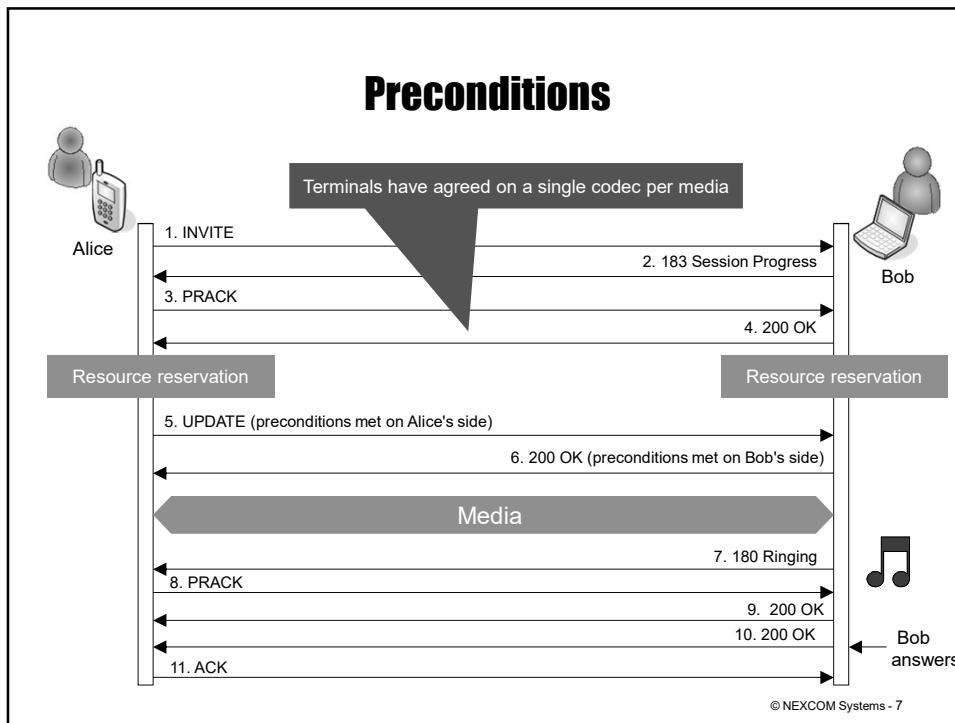 Preconditions
Terminals have agreed on a single codec per media
Alice
Bob
1. INVITE
2. 183 Session Progress
3. PRACK
4. 200 OK
Resource reservation
Resource reservation
5. UPDATE (preconditions met on Alice's side)
6. 200 OK (preconditions met on Bob's side)
Media
7. 180 Ringing
8. PRACK
9. 200 OK
10. 200 OK
Bob
answers
11. ACK
© NEXCOM Systems - 7